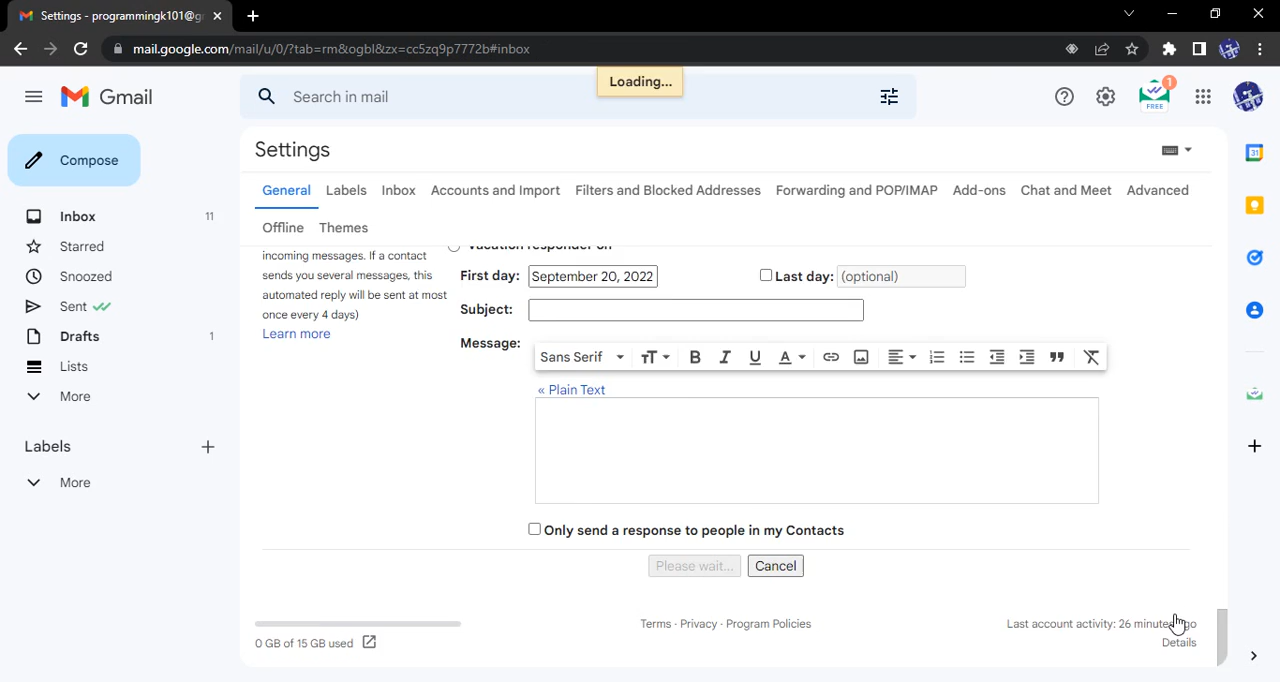 Settings - programmingk101@g
mail.google.com/mail/u/0/?tab=rm&ogbl&zx=cc5zq9p7772b#inbox
Loading...
Gmail
Search in mail
1
FREE
Compose
Settings
General Labels Inbox Accounts and Import Filters and Blocked Addresses Forwarding and POP/IMAP Add-ons Chat and Meet Advanced
Offline Themes
Inbox 11
Starred
Snoozed
Sent
Drafts 1
Lists
More
Labels
More
Vacation responder on
incoming messages. If a contact
sends you several messages, this
automated reply will be sent at most
once every 4 days)
Learn more
First day: September 20, 2022 Last day: (optional)
Subject:
Message:
Sans Serif
« Plain Text
Only send a response to people in my Contacts
Please wait... Cancel
0 GB of 15 GB used
Terms · Privacy · Program Policies
Last account activity: 26 minutes ago
Details
31